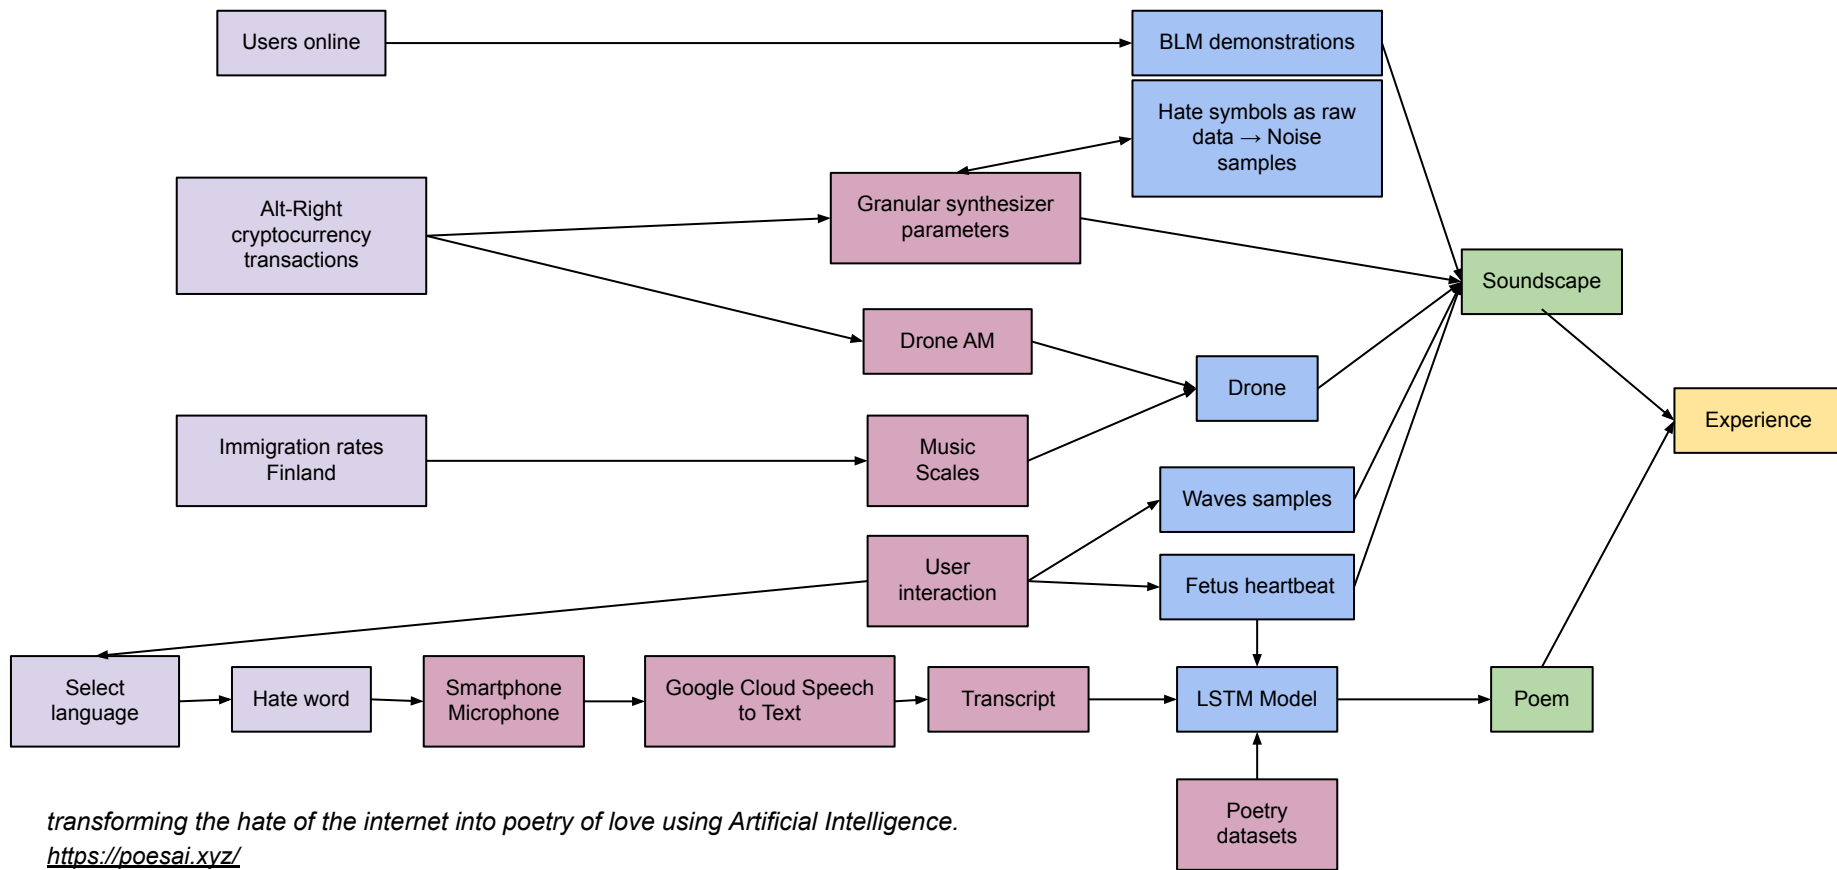 Users online
BLM demonstrations
Hate symbols as raw
data → Noise
samples
Alt-Right
cryptocurrency
transactions
Granular synthesizer
parameters
Soundscape
Drone AM
Drone
Experience
Immigration rates
Finland
Music
Scales
Waves samples
User
interaction
Fetus heartbeat
Select
language
Hate word
Smartphone
Microphone
Google Cloud Speech
to Text
Transcript
LSTM Model
Poem
Poetry
datasets
transforming the hate of the internet into poetry of love using Artificial Intelligence.
https://poesai.xyz/